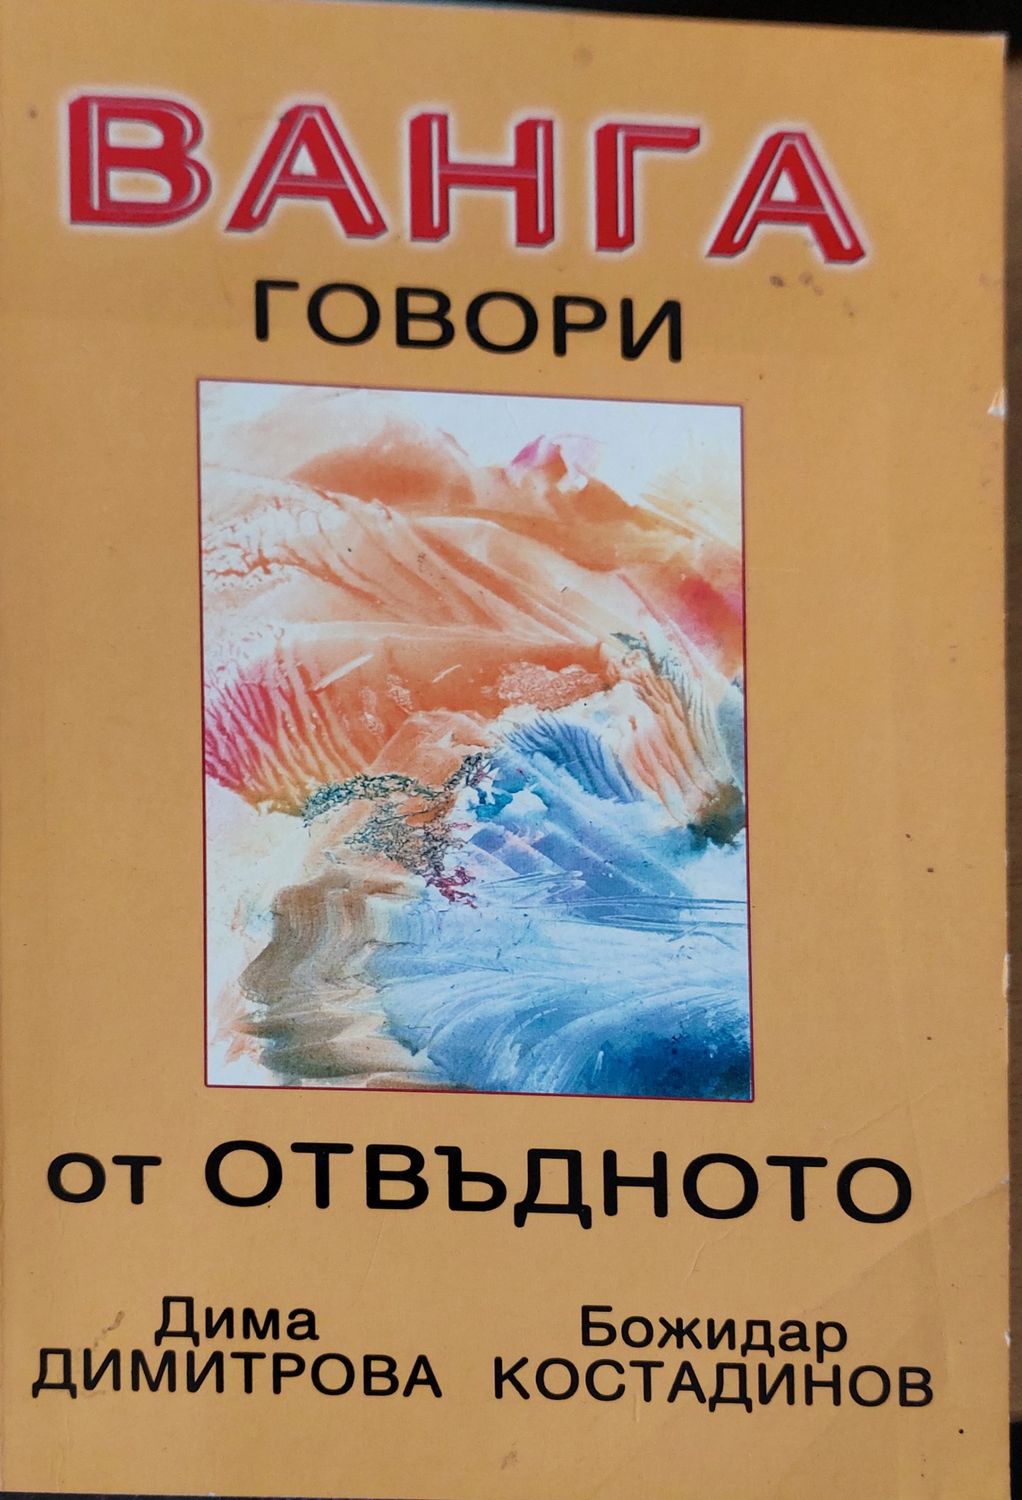 ВАНГА
ГОВОРИ
от ОТВЪДНОТО
Дима
ДИМИТРОВА
Божидар
КОСТАДИНОВ